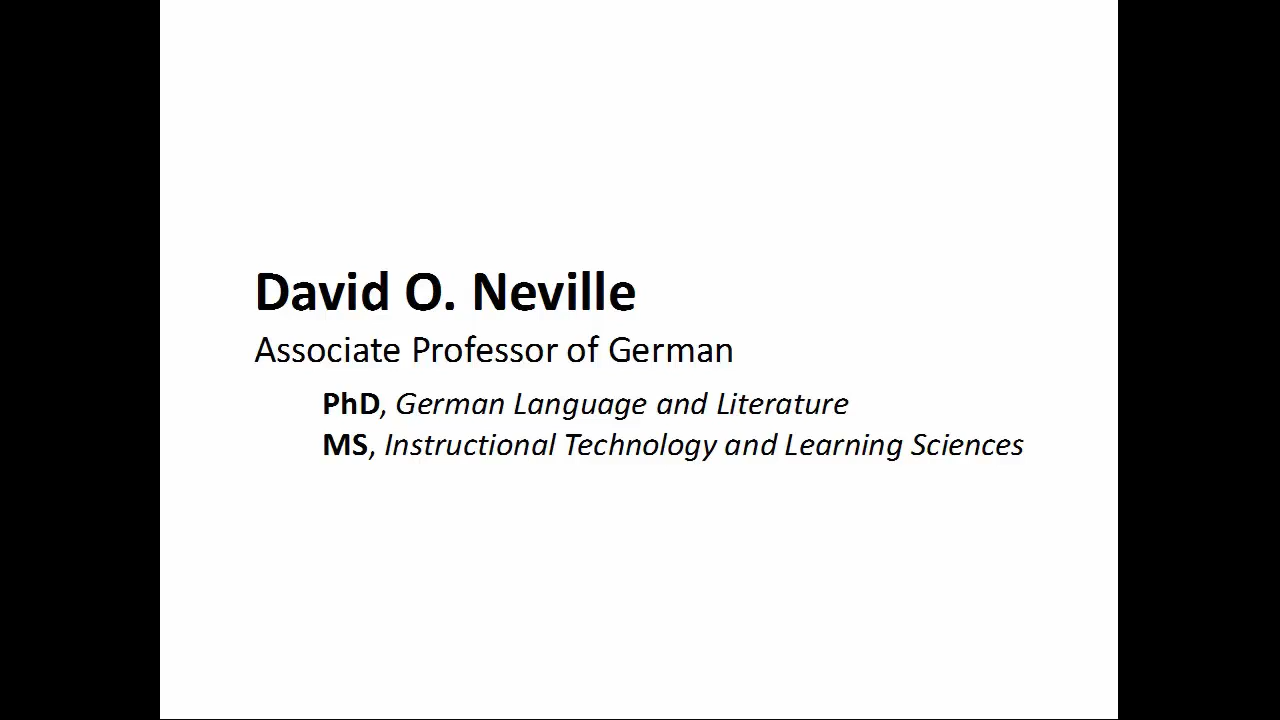 David O. Neville
Associate Professor of German
PhD, German Language and Literature
MS, Instructional Technology and Learning Sciences